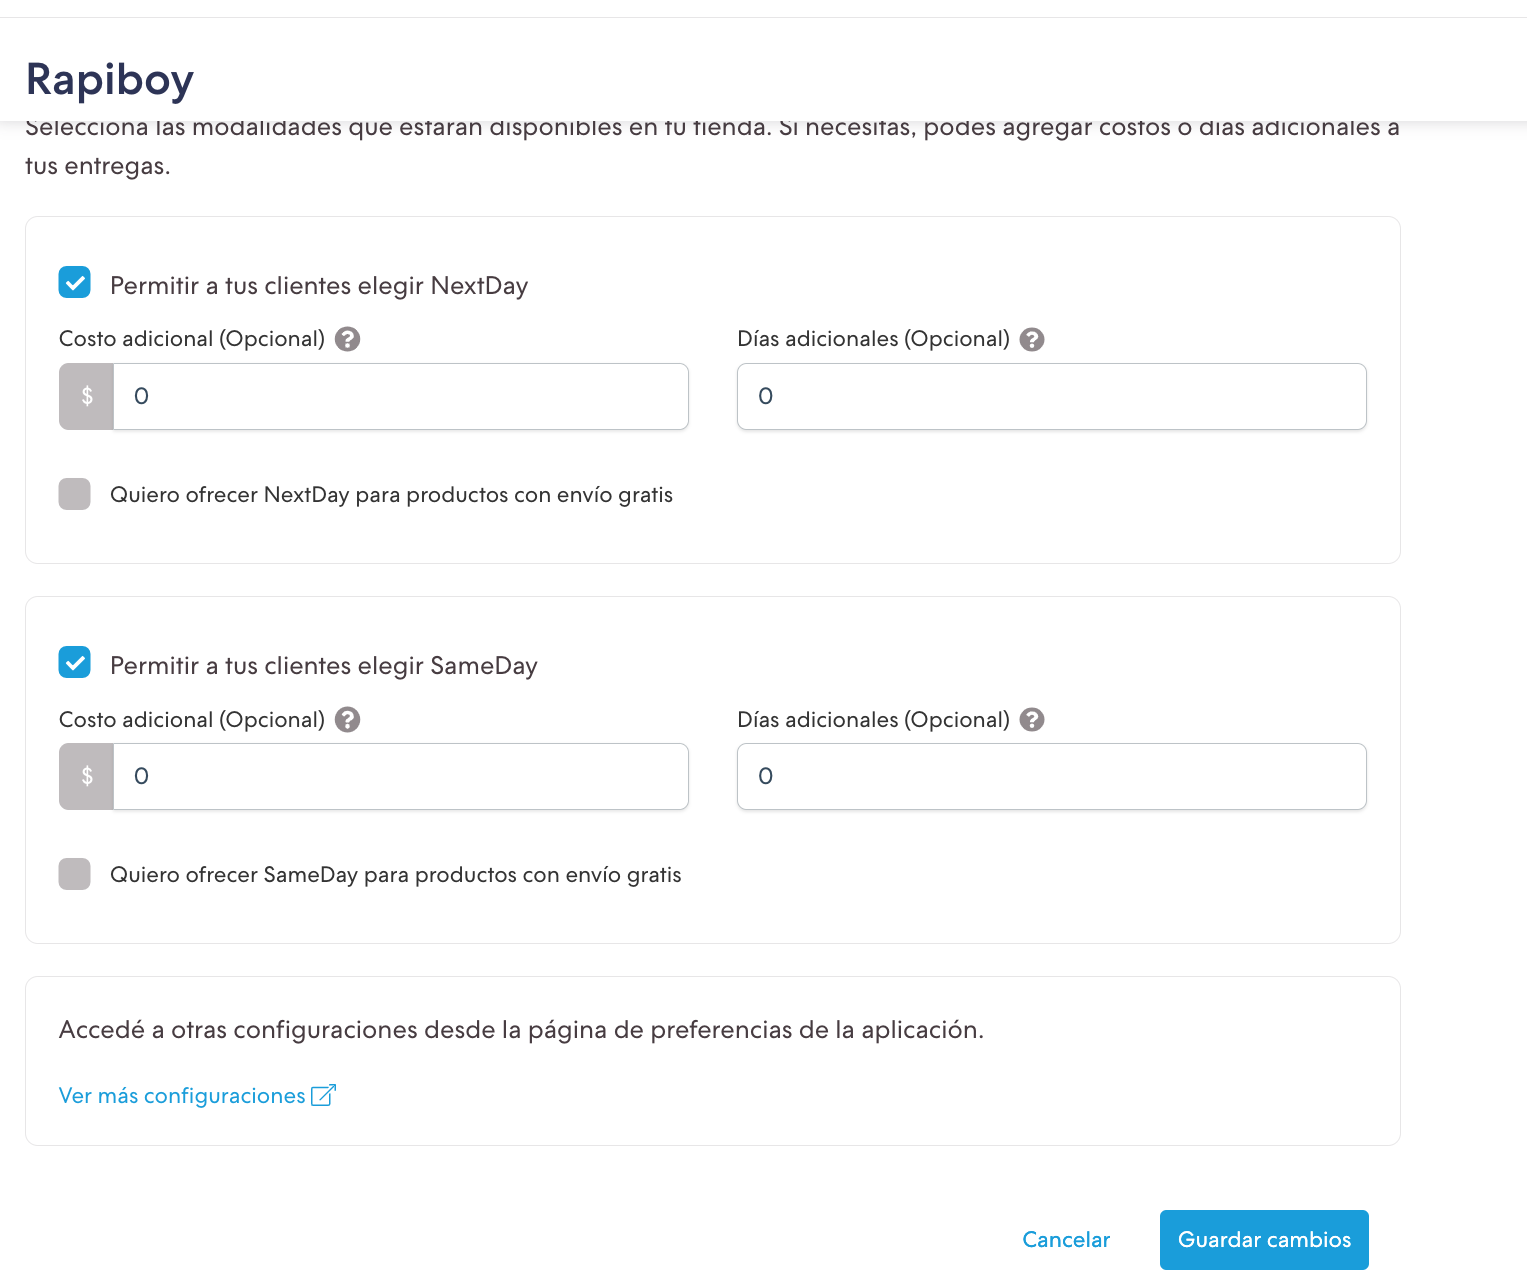 Rapiboy
Selecciona las modalidades que estarán disponibles en tu tienda. Si necesitas, podés agregar costos o días adicionales a
tus entregas.
Permitir a tus clientes elegir NextDay
Costo adicional (Opcional) ?
Días adicionales (Opcional) ?
$ 0
0
Quiero ofrecer NextDay para productos con envío gratis
Permitir a tus clientes elegir SameDay
Costo adicional (Opcional) ?
Días adicionales (Opcional) ?
$ 0
0
Quiero ofrecer SameDay para productos con envío gratis
Accedé a otras configuraciones desde la página de preferencias de la aplicación.
Ver más configuraciones
Cancelar
Guardar cambios